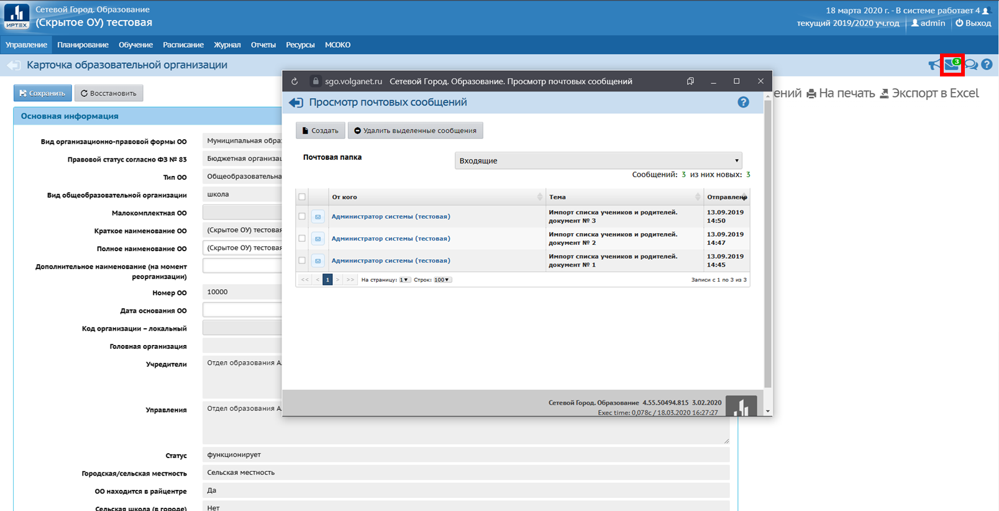 Сетевой Город. Образование
(Скрытое ОУ) тестовая
ИРТЕХ
18 марта 2020 г. - В системе работает 4
текущий 2019/2020 уч.год
admin
Выход
Управление Планирование Обучение Расписание Журнал Отчеты Ресурсы МСОКО
Карточка образовательной организации
3
Сохранить
Восстановить
ений На печать Экспорт в Excel
Основная информация
Вид организационно-правовой формы ОО
Муниципальная обра
Правовой статус согласно ФЗ № 83
Бюджетная организа
Тип ОО
Общеобразовательна
Вид общеобразовательной организации
школа
Малокомплектная ОО
Краткое наименование ОО
(Скрытое ОУ) тестовая
Полное наименование ОО
(Скрытое ОУ) тестовая
Дополнительное наименование (на момент
реорганизации)
Номер ОО
10000
Дата основания ОО
Код организации – локальный
Головная организация
Учредители
Отдел образования А
Управления
Отдел образования А
Статус
функционирует
Городская/сельская местность
Сельская местность
ОО находится в райцентре
Да
Сельская школа (в городе)
Нет
sgo.volganet.ru Сетевой Город. Образование. Просмотр почтовых сообщений
Просмотр почтовых сообщений
?
Создать
Удалить выделенные сообщения
Почтовая папка
Входящие
Сообщений: 3 из них новых: 3
От кого Тема Отправлено
Администратор системы (тестовая)
Импорт списка учеников и родителей.
документ № 3
13.09.2019
14:50
Администратор системы (тестовая)
Импорт списка учеников и родителей.
документ № 2
13.09.2019
14:47
Администратор системы (тестовая)
Импорт списка учеников и родителей.
документ № 1
13.09.2019
14:45
<< < 1 > >> На страницу: 1 Строк: 100
Записи с 1 по 3 из 3
Сетевой Город. Образование 4.55.50494.815 3.02.2020
Exec time: 0,078с / 18.03.2020 16:27:27